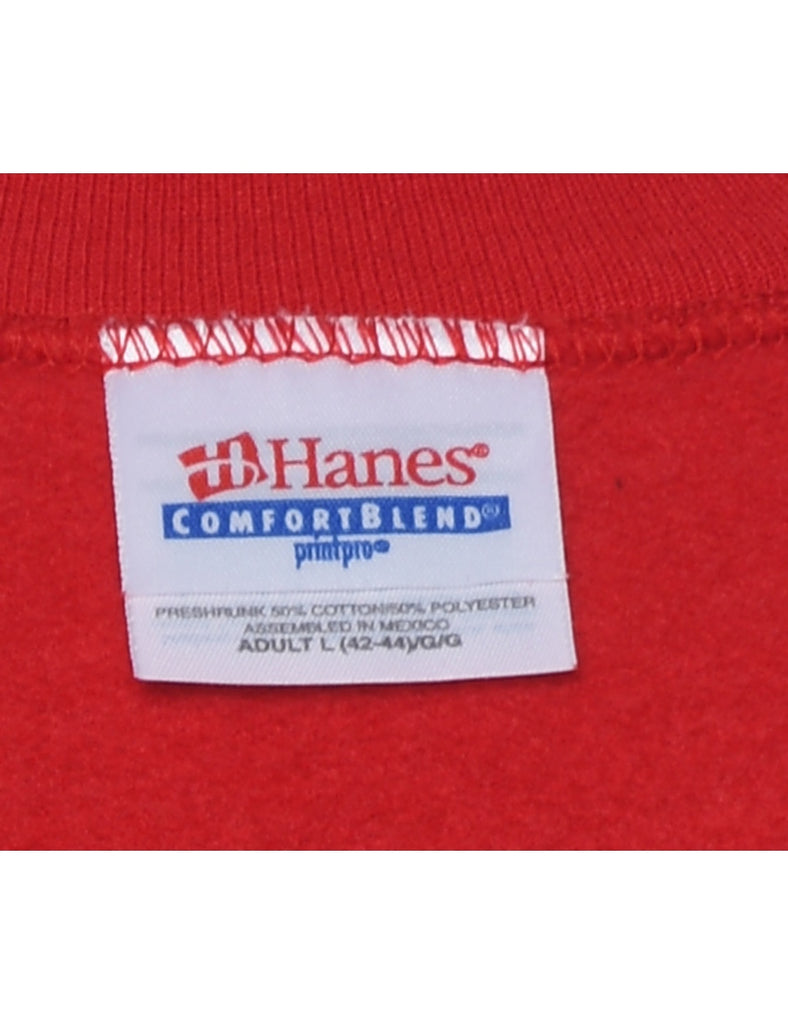 Hanes®
COMFORTBLEND®
printpro®
PRESHRUNK 50% COTTON/50% POLYESTER
ASSEMBLED IN MEXICO
ADULT L (42-44)/G/G